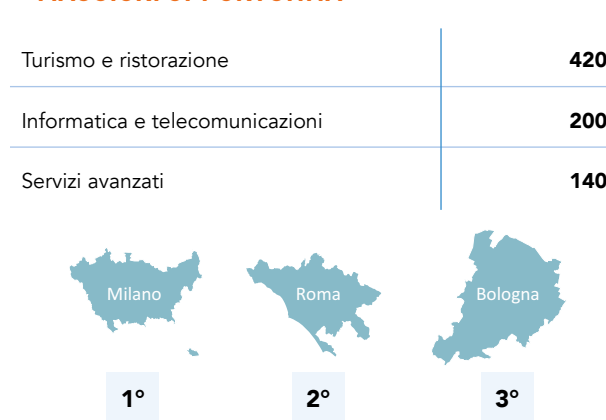 Turismo e ristorazione 420
Informatica e telecomunicazioni 200
Servizi avanzati 140
Milano Roma Bologna
1° 2° 3°